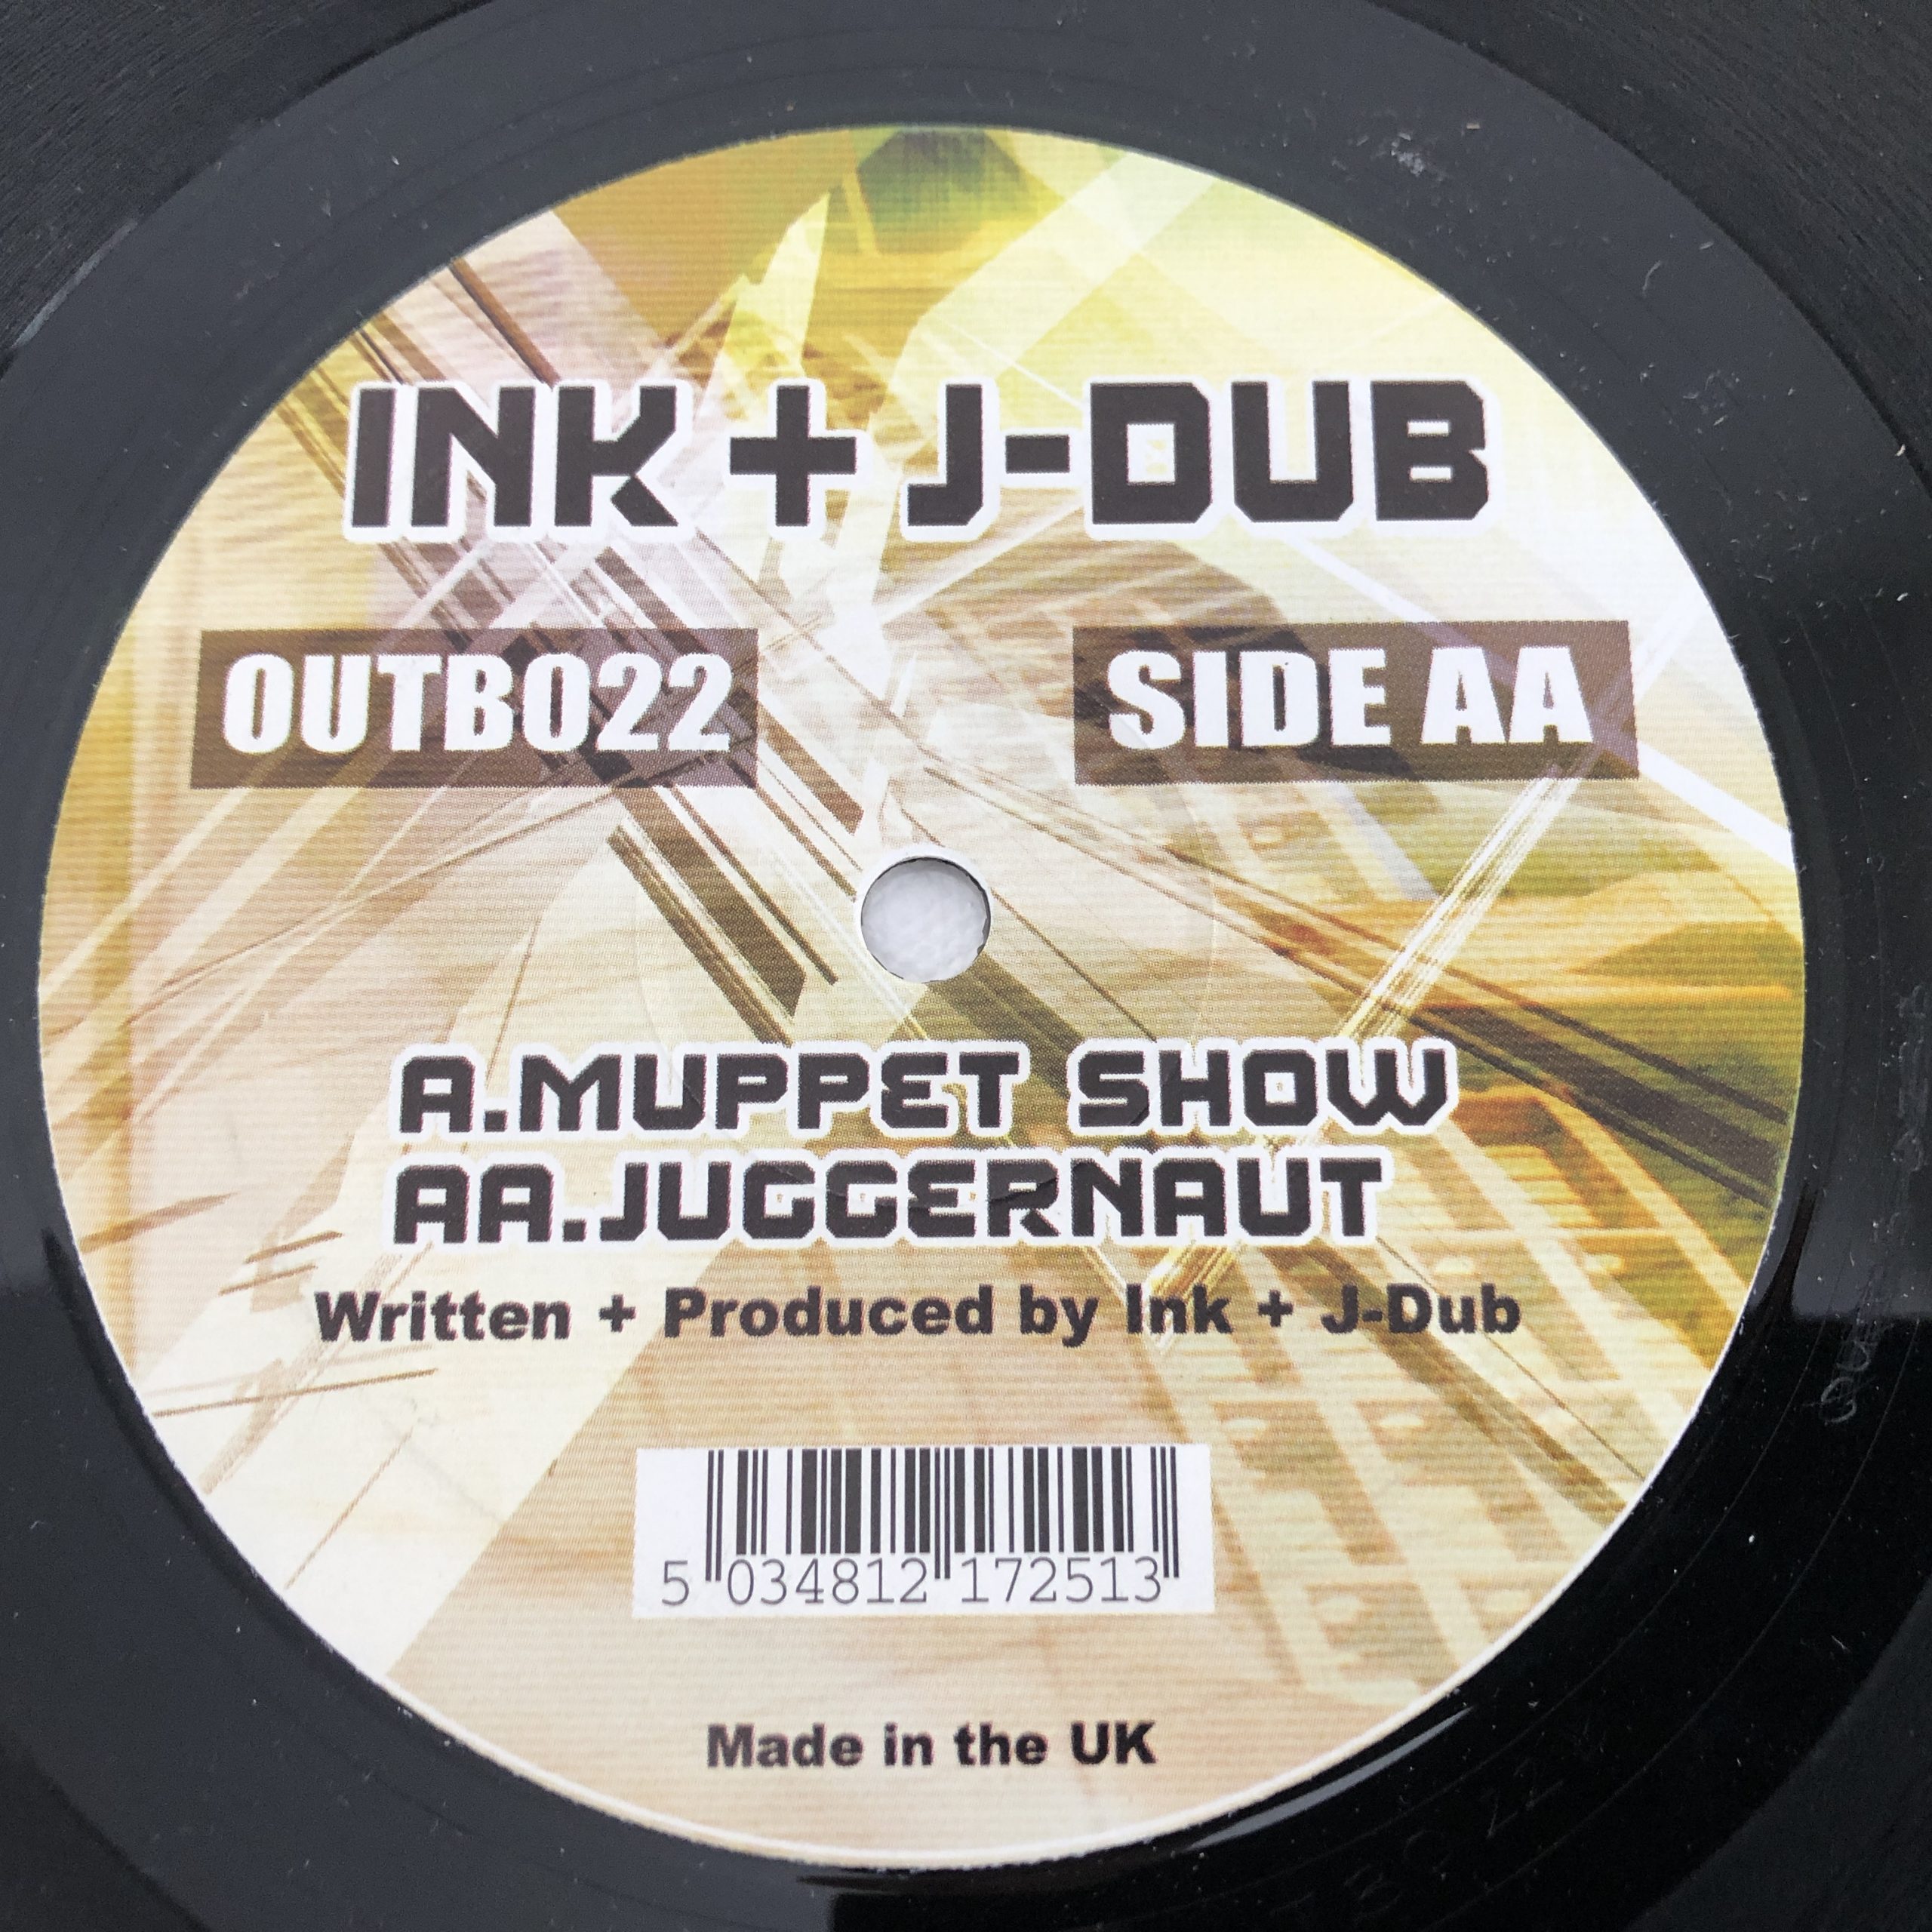 INK + J-DUB
OUTB022 SIDE AA
A.MUPPET SHOW
AA.JUGGERNAUT
Written + Produced by Ink + J-Dub
5 034812 172513
Made in the UK